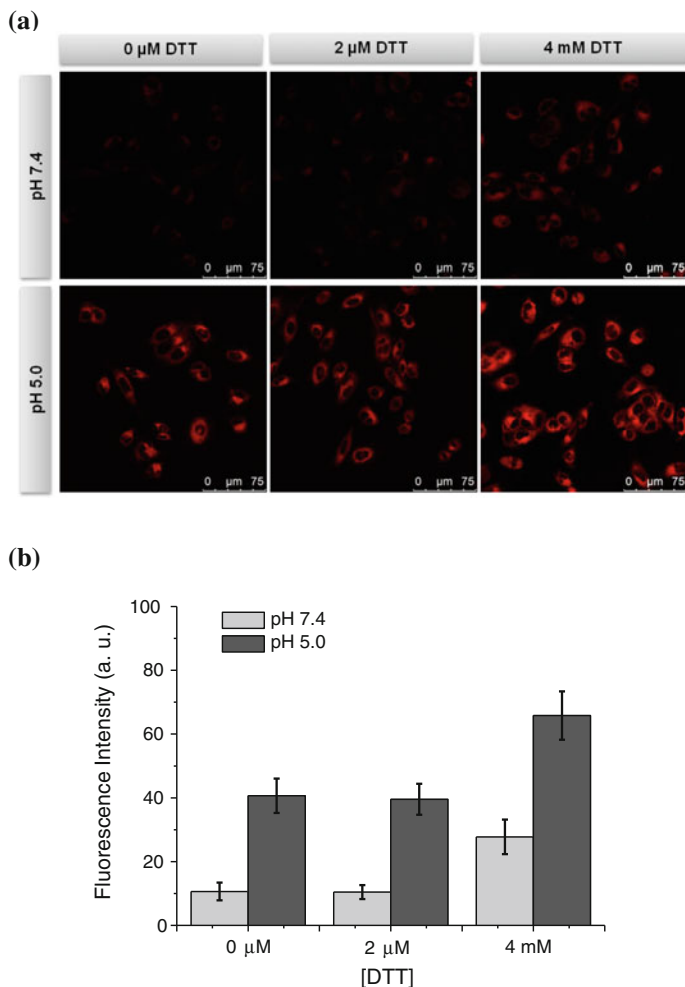 (a)
0 µM DTT 2 µM DTT 4 mM DTT
pH 7.4
0 µm 75 0 µm 75 0 µm 75
pH 5.0
0 µm 75 0 µm 75 0 µm 75
(b)
100
80
60
40
20
0
Fluorescence Intensity (a. u.)
pH 7.4
pH 5.0
0 µM 2 µM 4 mM
[DTT]